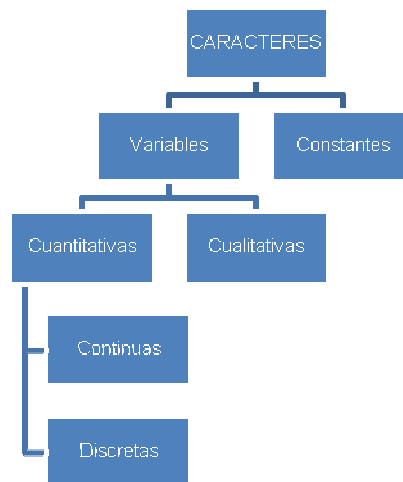 CARACTERES
Variables
Constantes
Cuantitativas
Cualitativas
Continuas
Discretas